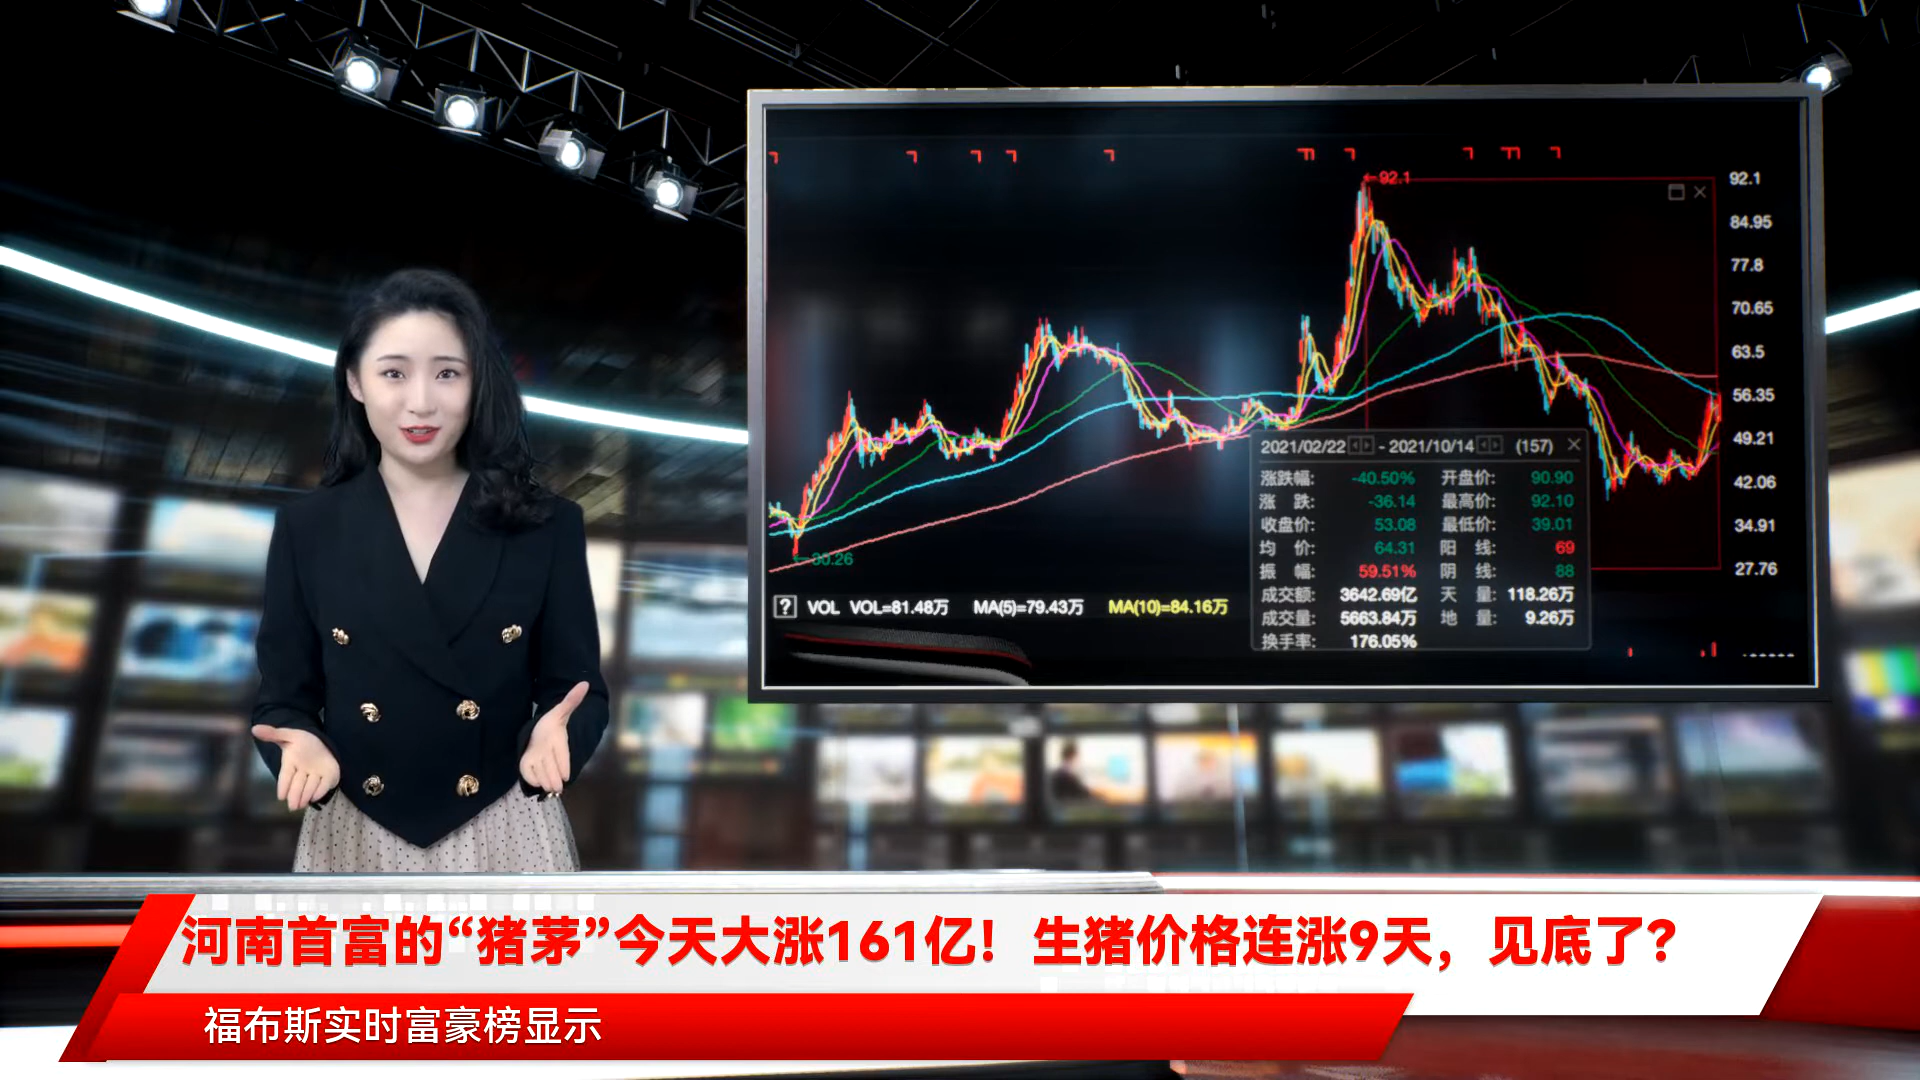 ←92.1
92.1
84.95
77.8
70.65
63.5
56.35
49.21
42.06
34.91
27.76
←30.26
2021/02/22 - 2021/10/14 (157)
涨跌幅: -40.50% 开盘价: 90.90
涨 跌: -36.14 最高价: 92.10
收盘价: 53.08 最低价: 39.01
均 价: 64.31 阳 线: 69
振 幅: 59.51% 阴 线: 88
成交额: 3642.69亿 天 量: 118.26万
成交量: 5663.84万 地 量: 9.26万
换手率: 176.05%
? VOL VOL=81.48万 MA(5)=79.43万 MA(10)=84.16万
河南首富的“猪茅”今天大涨161亿！生猪价格连涨9天，见底了?
福布斯实时富豪榜显示